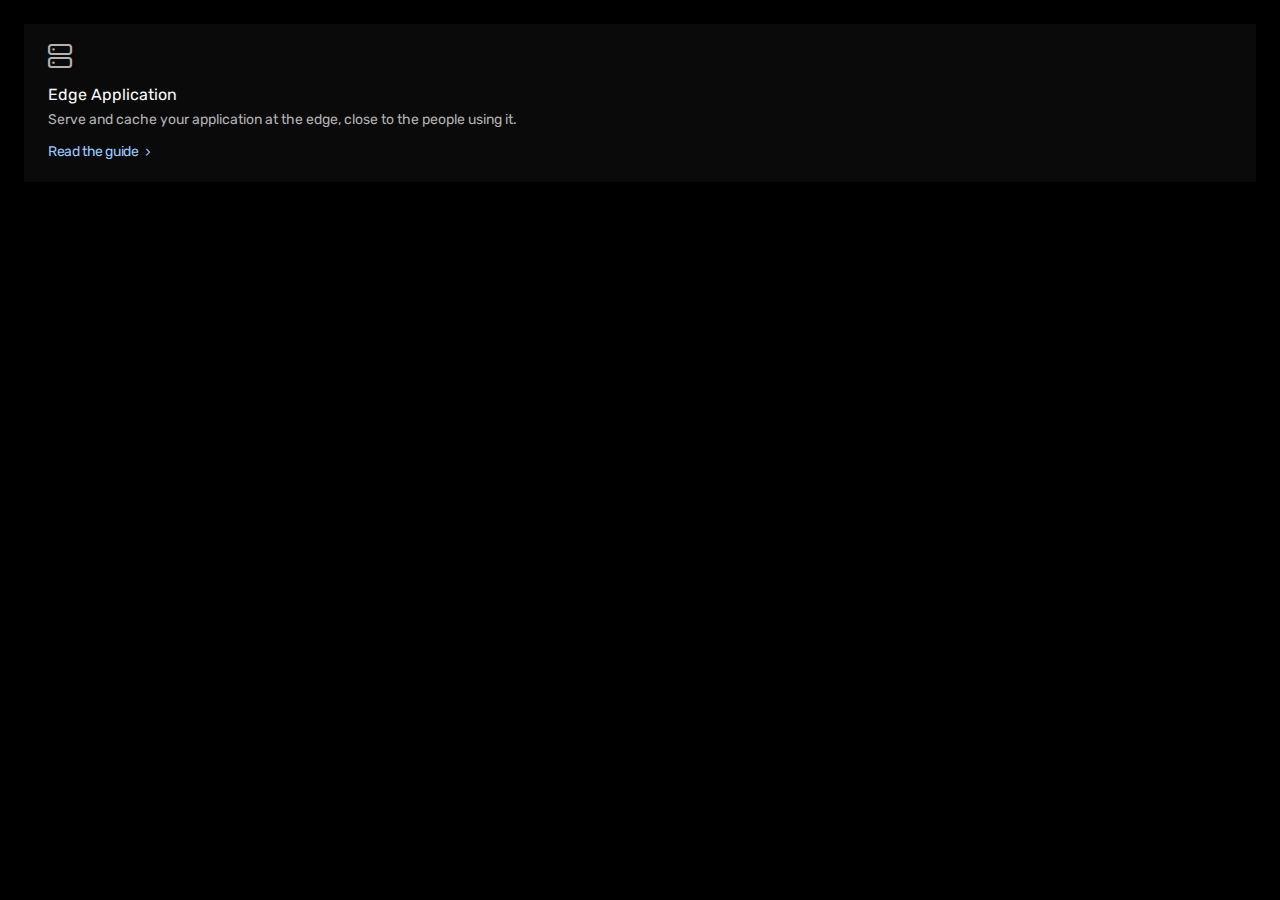 Edge Application
Serve and cache your application at the edge, close to the people using it.
Read the guide